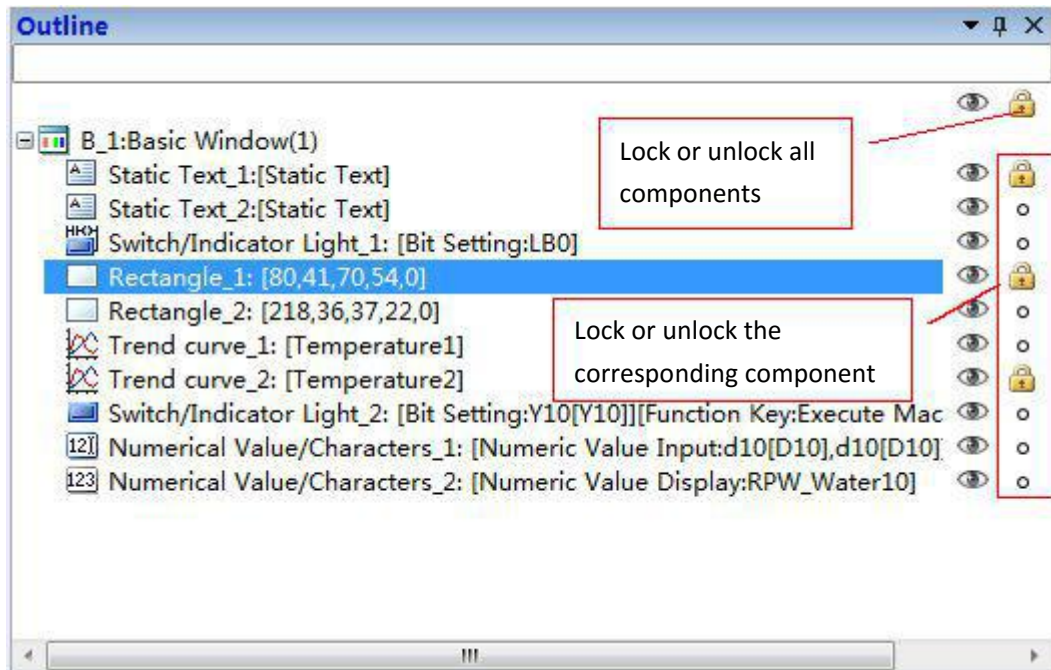 Outline
B_1:Basic Window(1)
Lock or unlock all
components
Static Text_1:[Static Text]
Static Text_2:[Static Text]
Switch/Indicator Light_1: [Bit Setting:LB0]
Rectangle_1: [80,41,70,54,0]
Rectangle_2: [218,36,37,22,0]
Lock or unlock the
corresponding component
Trend curve_1: [Temperature1]
Trend curve_2: [Temperature2]
Switch/Indicator Light_2: [Bit Setting:Y10[Y10]][Function Key:Execute Mac
Numerical Value/Characters_1: [Numeric Value Input:d10[D10],d10[D10]
Numerical Value/Characters_2: [Numeric Value Display:RPW_Water10]